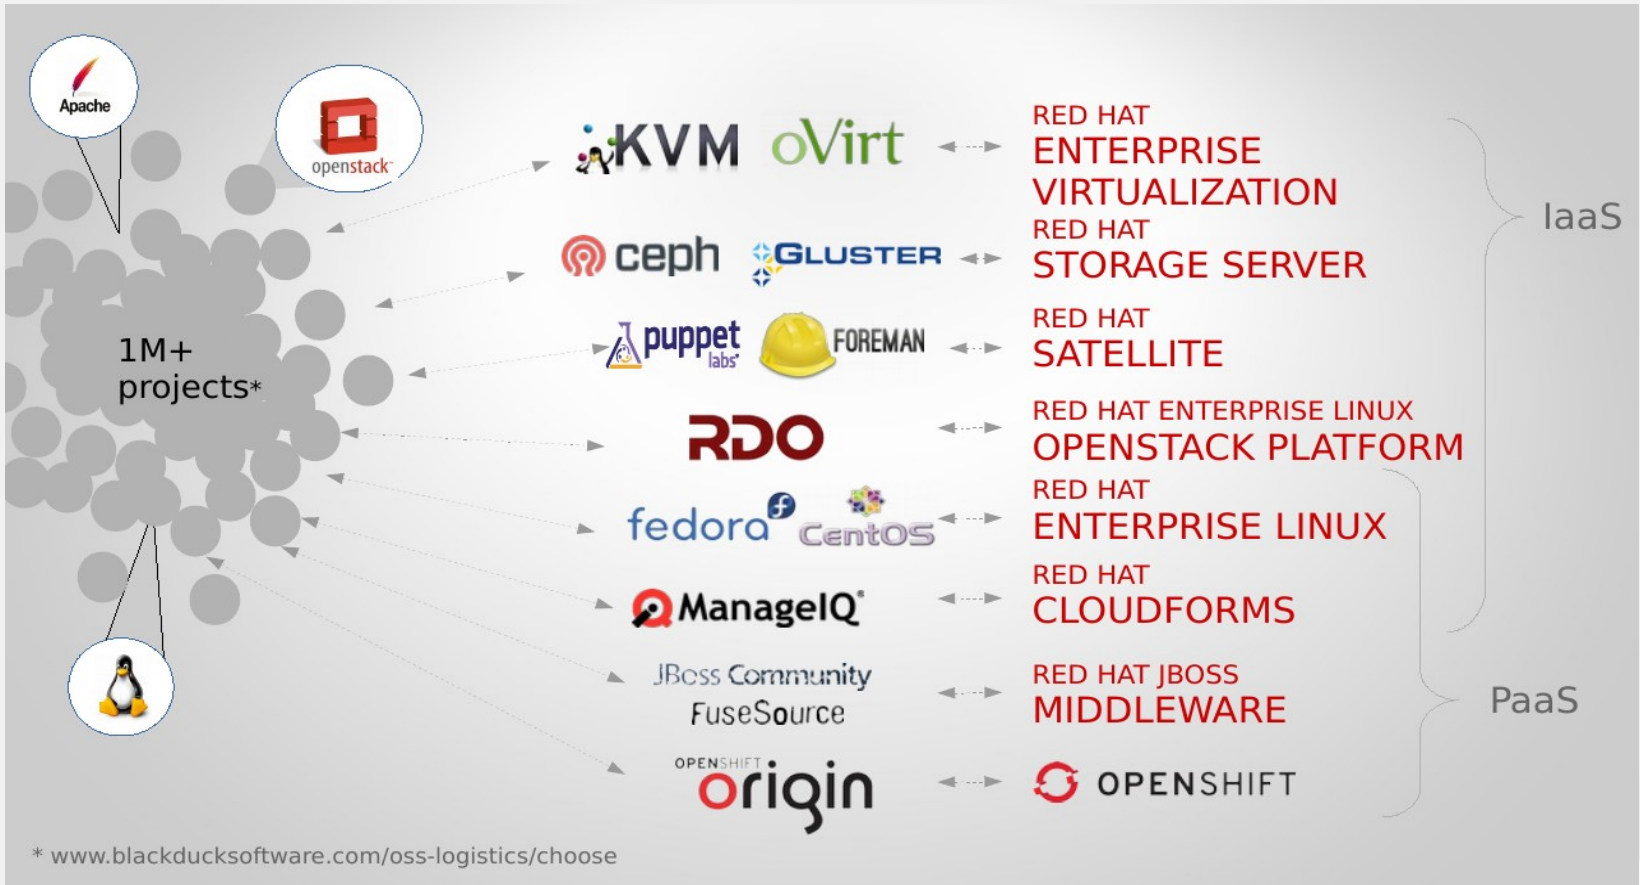 Apache
openstack™
1M+
projects*
KVM oVirt
RED HAT
ENTERPRISE
VIRTUALIZATION
ceph GLUSTER
RED HAT
STORAGE SERVER
puppet
labs
FOREMAN
RED HAT
SATELLITE
RDO
RED HAT ENTERPRISE LINUX
OPENSTACK PLATFORM
fedora CentOS
RED HAT
ENTERPRISE LINUX
ManageIQ®
RED HAT
CLOUDFORMS
JBoss Community
FuseSource
RED HAT JBOSS
MIDDLEWARE
OPENSHIFT
origin
OPENSHIFT
IaaS
PaaS
* www.blackducksoftware.com/oss-logistics/choose